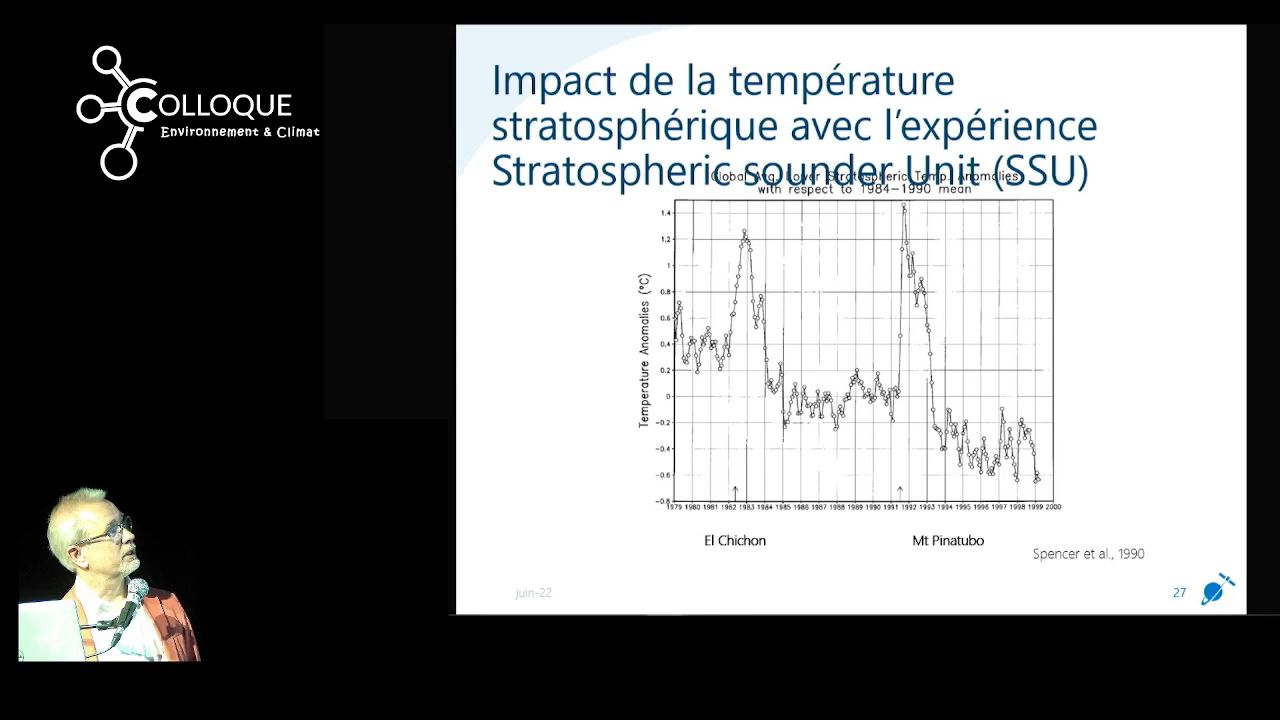 COLLOQUE
Environnement & Climat
Impact de la température
stratosphérique avec l'expérience
Stratospheric sounder Unit (SSU)
Global Avg. Lower Stratospheric Temp. Anomalies
with respect to 1984-1990 mean
Temperature Anomalies (°C)
1.4
1.2
1
0.8
0.6
0.4
0.2
0
-0.2
-0.4
-0.6
-0.8
1979 1980 1981 1982 1983 1984 1985 1986 1987 1988 1989 1990 1991 1992 1993 1994 1995 1996 1997 1998 1999 2000
El Chichon
Mt Pinatubo
Spencer et al., 1990
juin-22
27